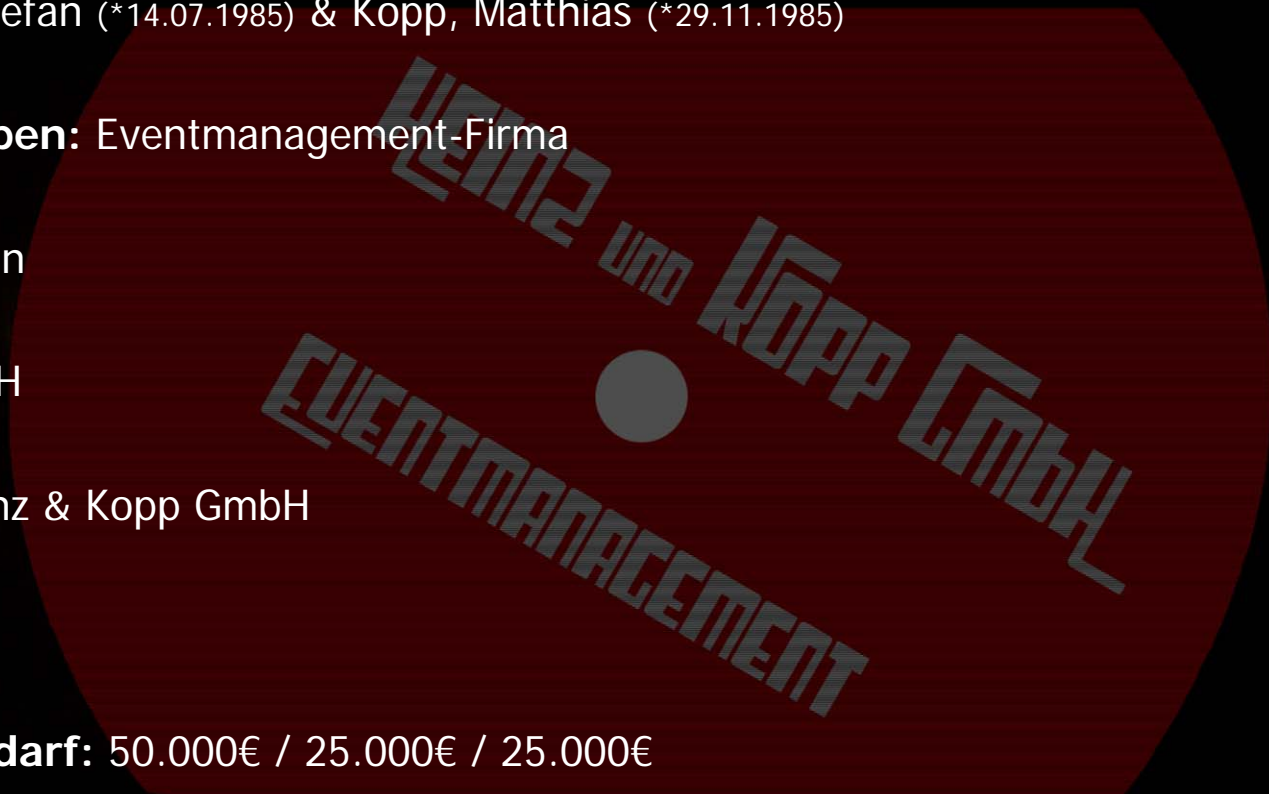 efan (*14.07.1985) & Kopp, Matthias (*29.11.1985)
ben: Eventmanagement-Firma
n
H
nz & Kopp GmbH
darf: 50.000€ / 25.000€ / 25.000€
Heinz und Kopp GmbH
Eventmanagement